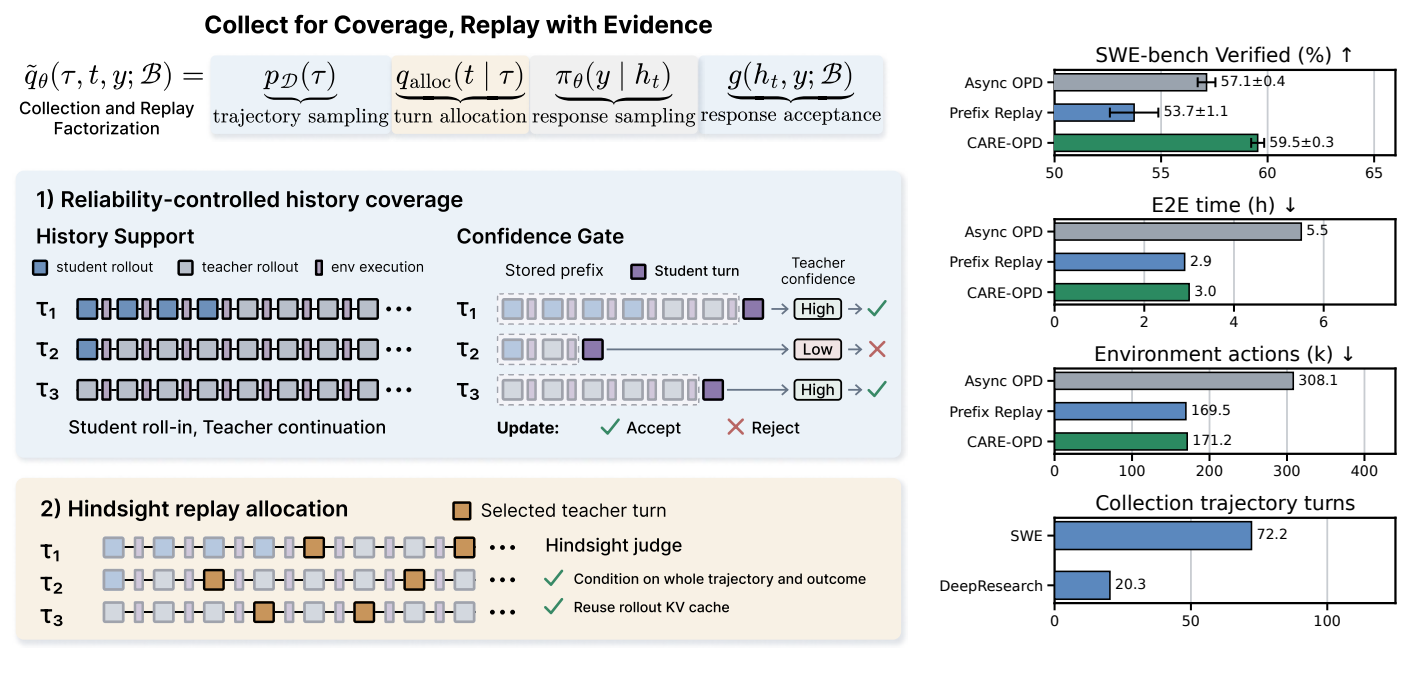 Collect for Coverage, Replay with Evidence
q̃_θ(τ, t, y; ℬ) = p_𝒟(τ) q_alloc(t | τ) π_θ(y | h_t) g(h_t, y; ℬ)
Collection and Replay
Factorization
trajectory sampling turn allocation response sampling response acceptance
1) Reliability-controlled history coverage
History Support
student rollout teacher rollout env execution
τ1 ...
τ2 ...
τ3 ...
Student roll-in, Teacher continuation
Confidence Gate
Stored prefix Student turn
Teacher
confidence
τ1 High
τ2 Low
τ3 High
Update: Accept Reject
2) Hindsight replay allocation
Selected teacher turn
τ1 ...
τ2 ...
τ3 ...
Hindsight judge
Condition on whole trajectory and outcome
Reuse rollout KV cache
SWE-bench Verified (%) ↑
Async OPD 57.1±0.4
Prefix Replay 53.7±1.1
CARE-OPD 59.5±0.3
50 55 60 65
E2E time (h) ↓
Async OPD 5.5
Prefix Replay 2.9
CARE-OPD 3.0
0 2 4 6
Environment actions (k) ↓
Async OPD 308.1
Prefix Replay 169.5
CARE-OPD 171.2
0 100 200 300 400
Collection trajectory turns
SWE 72.2
DeepResearch 20.3
0 50 100